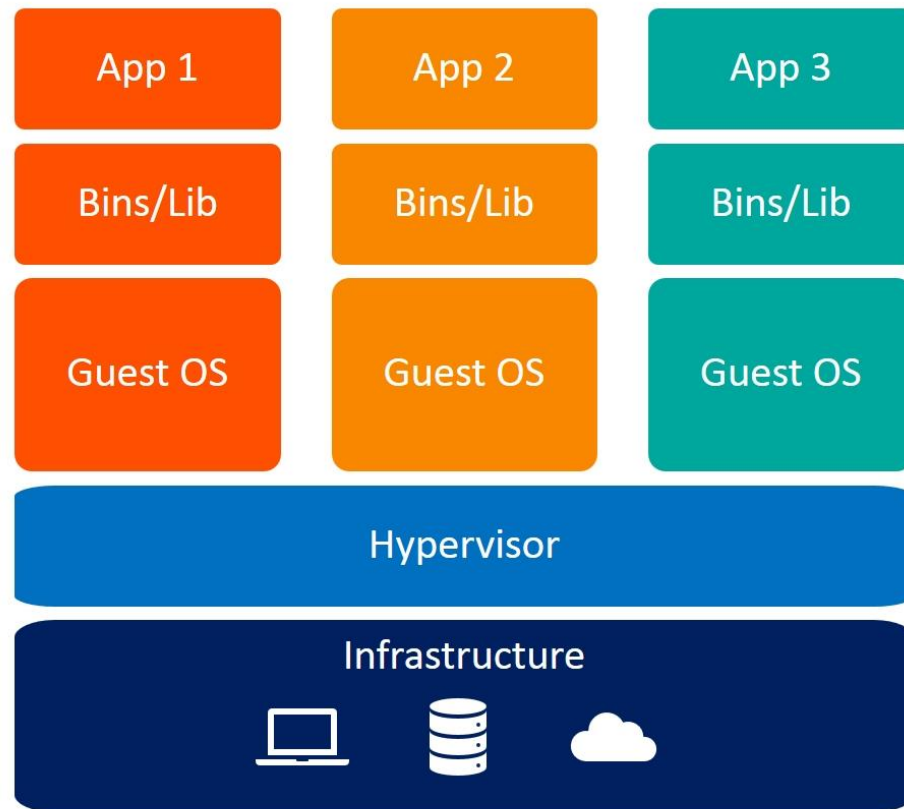 App 1
App 2
App 3
Bins/Lib
Bins/Lib
Bins/Lib
Guest OS
Guest OS
Guest OS
Hypervisor
Infrastructure